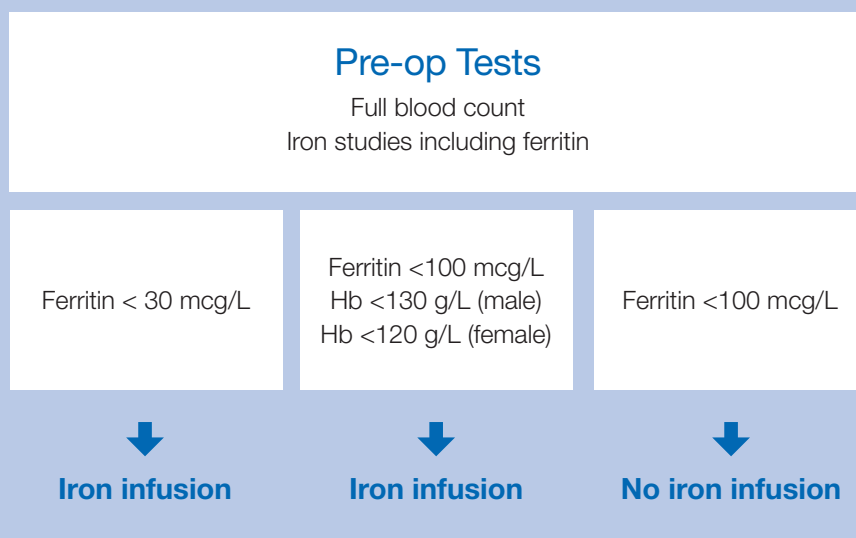 Pre-op Tests
Full blood count
Iron studies including ferritin
Ferritin < 30 mcg/L
Ferritin <100 mcg/L
Hb <130 g/L (male)
Hb <120 g/L (female)
Ferritin <100 mcg/L
Iron infusion
Iron infusion
No iron infusion